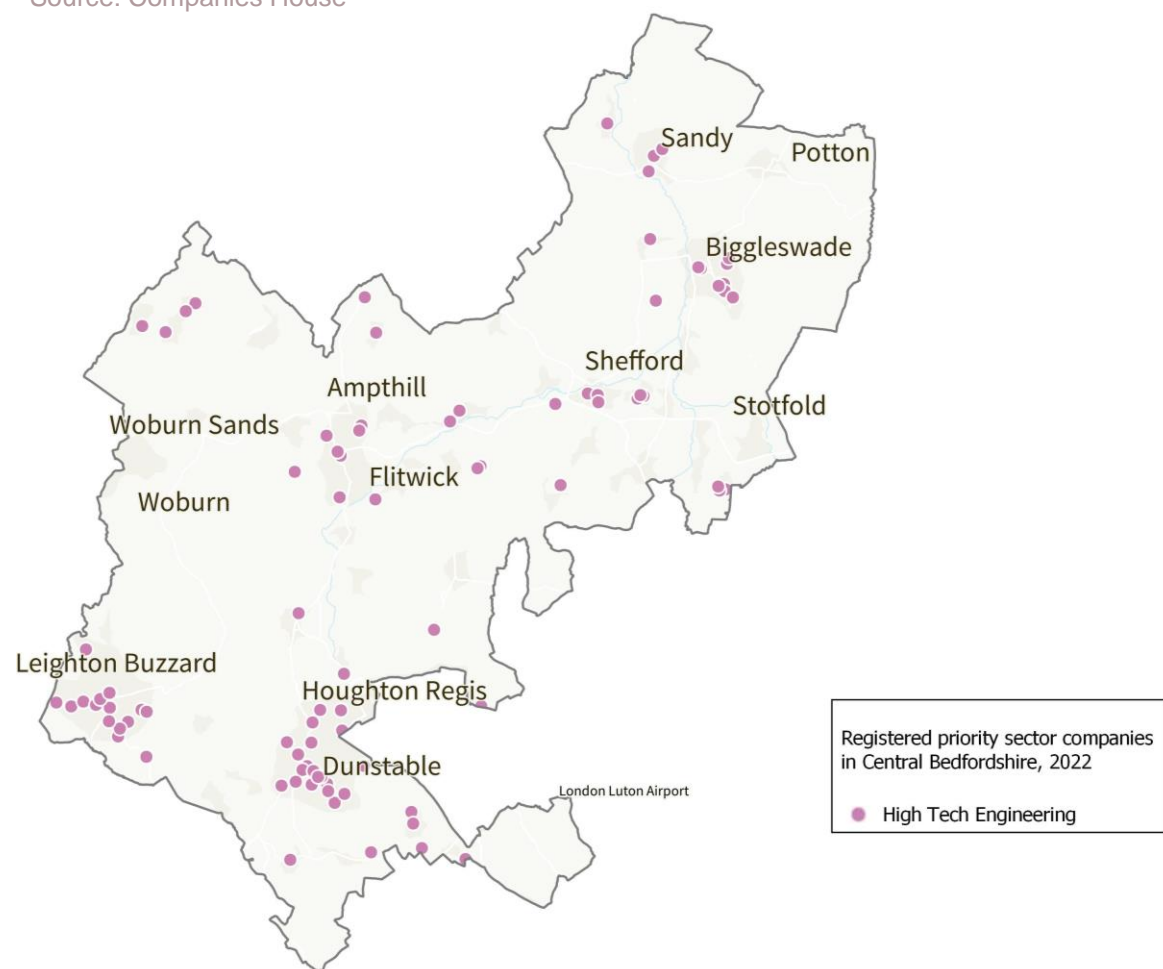 Source: Companies House
Sandy
Potton
Biggleswade
Shefford
Ampthill
Stotfold
Woburn Sands
Flitwick
Woburn
Leighton Buzzard
Houghton Regis
Dunstable
London Luton Airport
Registered priority sector companies
in Central Bedfordshire, 2022
High Tech Engineering